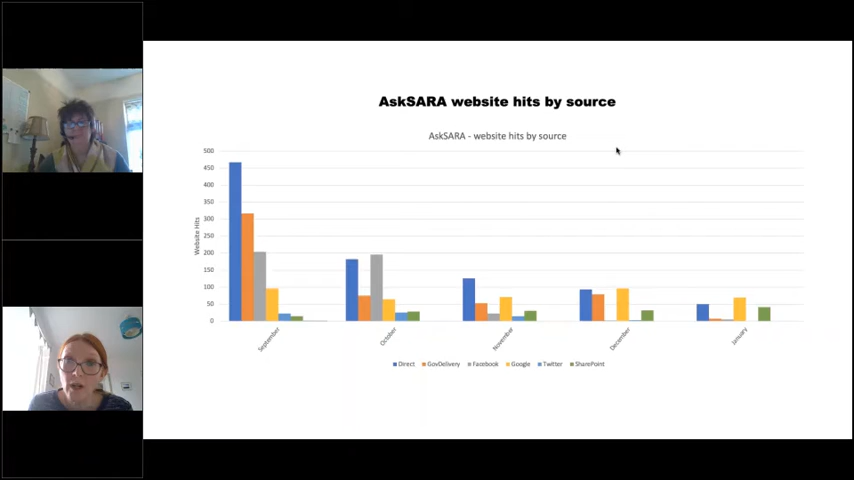 AskSARA website hits by source
AskSARA - website hits by source
500
450
400
350
300
250
200
150
100
50
0
Website Hits
September
October
November
December
January
Direct GovDelivery Facebook Google Twitter SharePoint